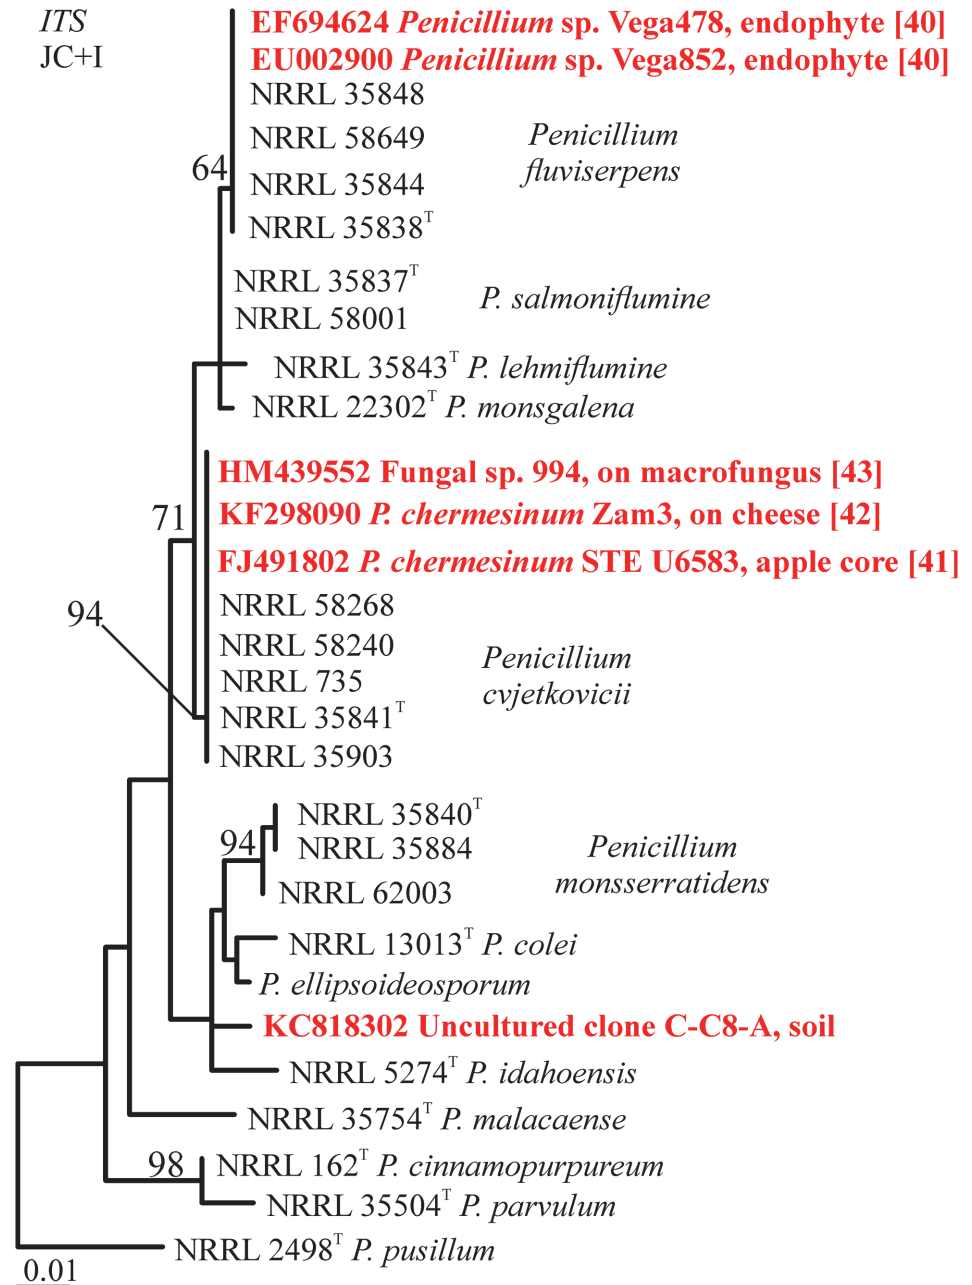 ITS
JC+I
EF694624 Penicillium sp. Vega478, endophyte [40]
EU002900 Penicillium sp. Vega852, endophyte [40]
NRRL 35848
NRRL 58649
Penicillium
fluviserpens
64
NRRL 35844
NRRL 35838T
NRRL 35837T
P. salmoniflumine
NRRL 58001
NRRL 35843T P. lehmiflumine
NRRL 22302T P. monsgalena
HM439552 Fungal sp. 994, on macrofungus [43]
71
KF298090 P. chermesinum Zam3, on cheese [42]
FJ491802 P. chermesinum STE U6583, apple core [41]
94
NRRL 58268
NRRL 58240
Penicillium
cvjetkovicii
NRRL 735
NRRL 35841T
NRRL 35903
NRRL 35840T
94
NRRL 35884
Penicillium
monsserratidens
NRRL 62003
NRRL 13013T P. colei
P. ellipsoideosporum
KC818302 Uncultured clone C-C8-A, soil
NRRL 5274T P. idahoensis
NRRL 35754T P. malacaense
98
NRRL 162T P. cinnamopurpureum
NRRL 35504T P. parvulum
NRRL 2498T P. pusillum
0.01